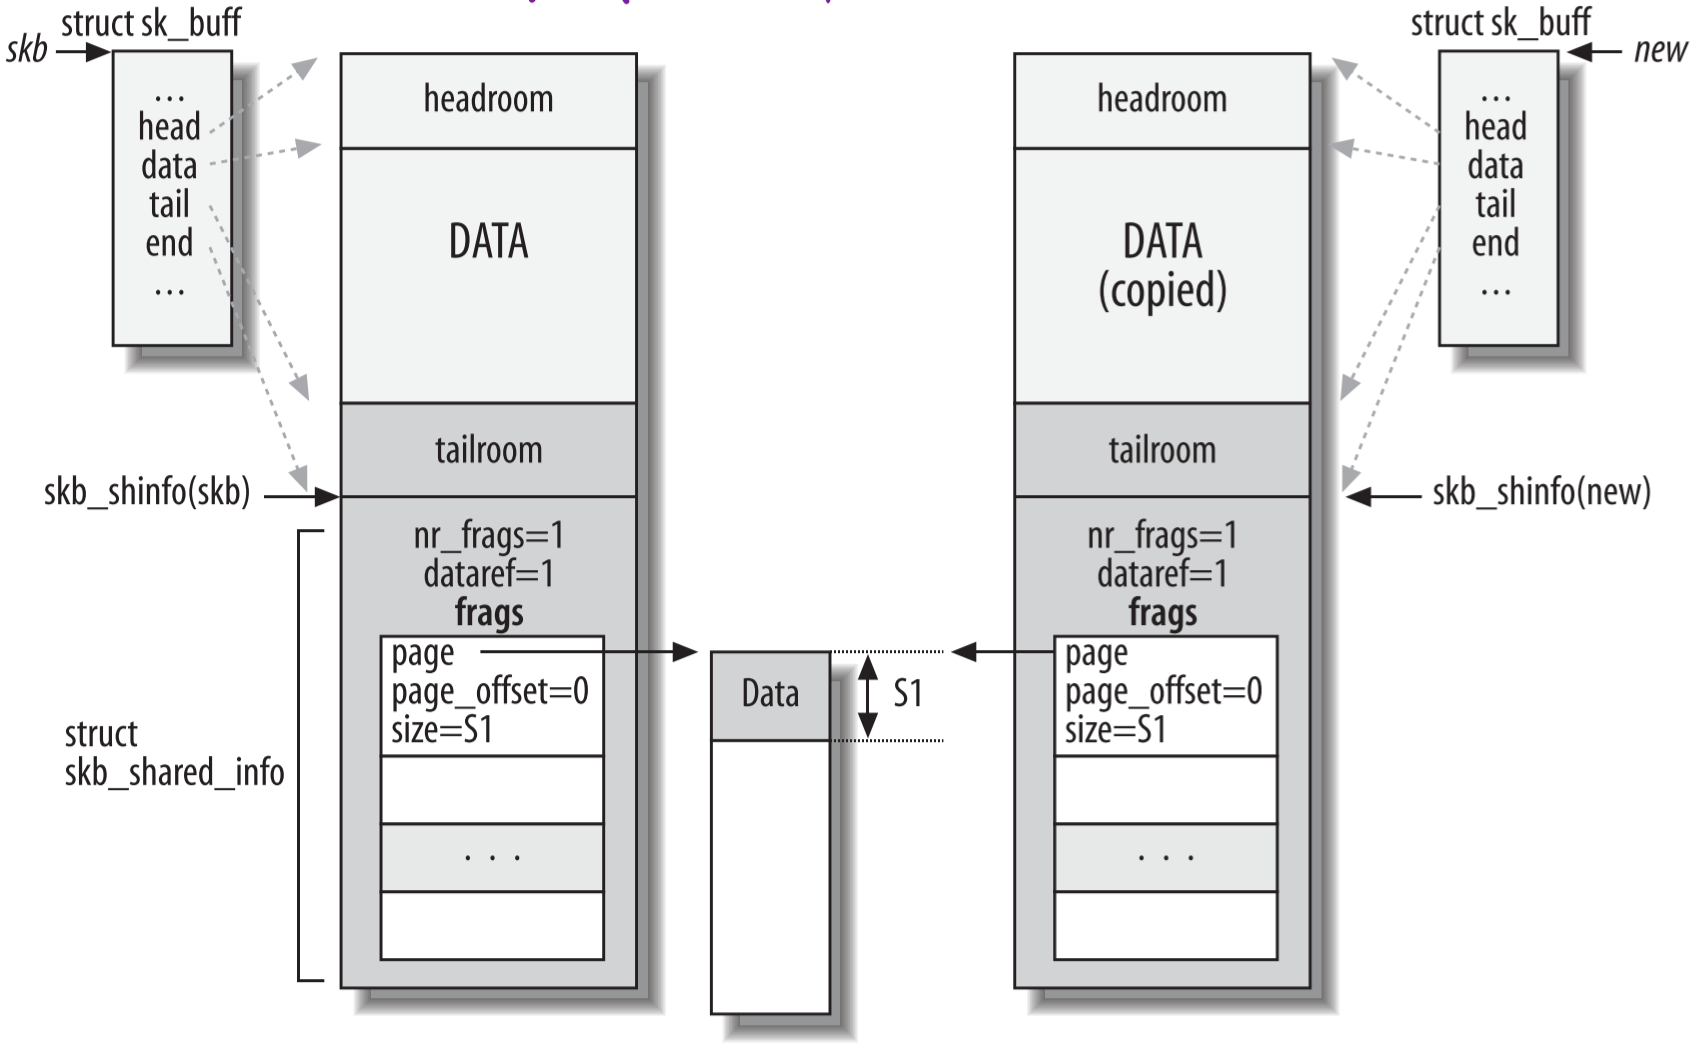 struct sk_buff
skb
...
head
data
tail
end
...
headroom
DATA
tailroom
skb_shinfo(skb)
nr_frags=1
dataref=1
frags
page
page_offset=0
size=S1
. . .
struct
skb_shared_info
Data
S1
struct sk_buff
new
...
head
data
tail
end
...
headroom
DATA
(copied)
tailroom
skb_shinfo(new)
nr_frags=1
dataref=1
frags
page
page_offset=0
size=S1
. . .